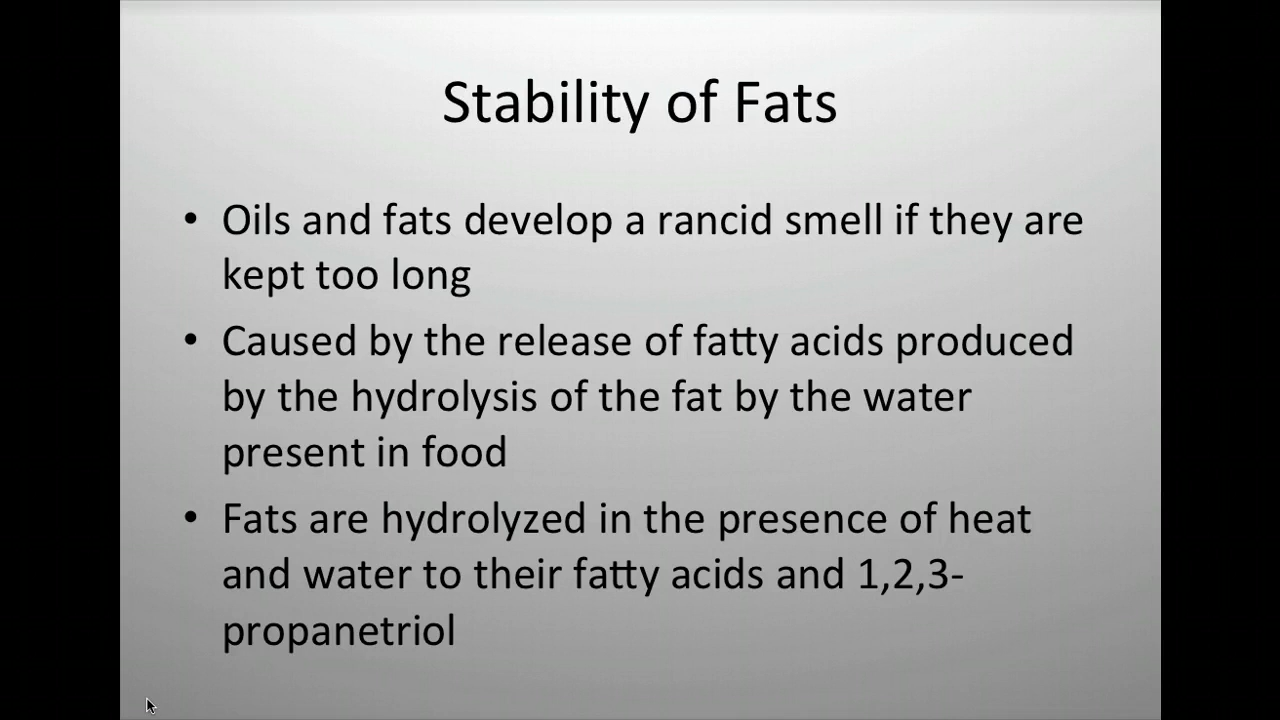 Stability of Fats
• Oils and fats develop a rancid smell if they are
kept too long
• Caused by the release of fatty acids produced
by the hydrolysis of the fat by the water
present in food
• Fats are hydrolyzed in the presence of heat
and water to their fatty acids and 1,2,3-
propanetriol